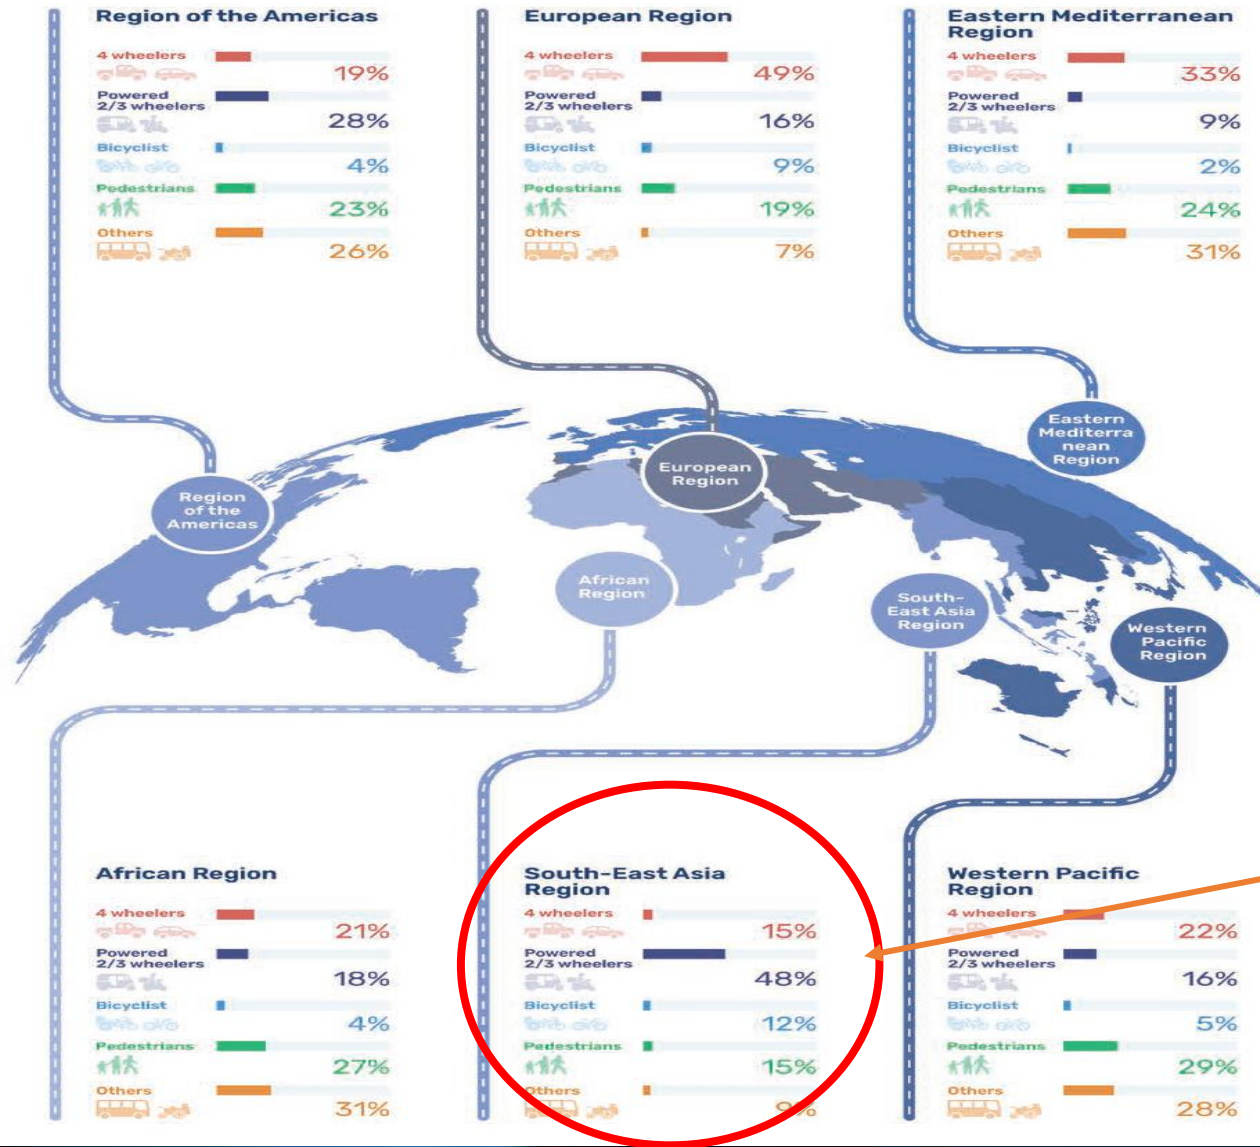 Region of the Americas
4 wheelers
19%
Powered
2/3 wheelers
28%
Bicyclist
4%
Pedestrians
23%
Others
26%
European Region
4 wheelers
49%
Powered
2/3 wheelers
16%
Bicyclist
9%
Pedestrians
19%
Others
7%
Eastern Mediterranean
Region
4 wheelers
33%
Powered
2/3 wheelers
9%
Bicyclist
2%
Pedestrians
24%
Others
31%
Region
of the
Americas
European
Region
Eastern
Mediterra
nean
Region
African
Region
South-
East Asia
Region
Western
Pacific
Region
African Region
4 wheelers
21%
Powered
2/3 wheelers
18%
Bicyclist
4%
Pedestrians
27%
Others
31%
South-East Asia
Region
4 wheelers
15%
Powered
2/3 wheelers
48%
Bicyclist
12%
Pedestrians
15%
Others
9%
Western Pacific
Region
4 wheelers
22%
Powered
2/3 wheelers
16%
Bicyclist
5%
Pedestrians
29%
Others
28%